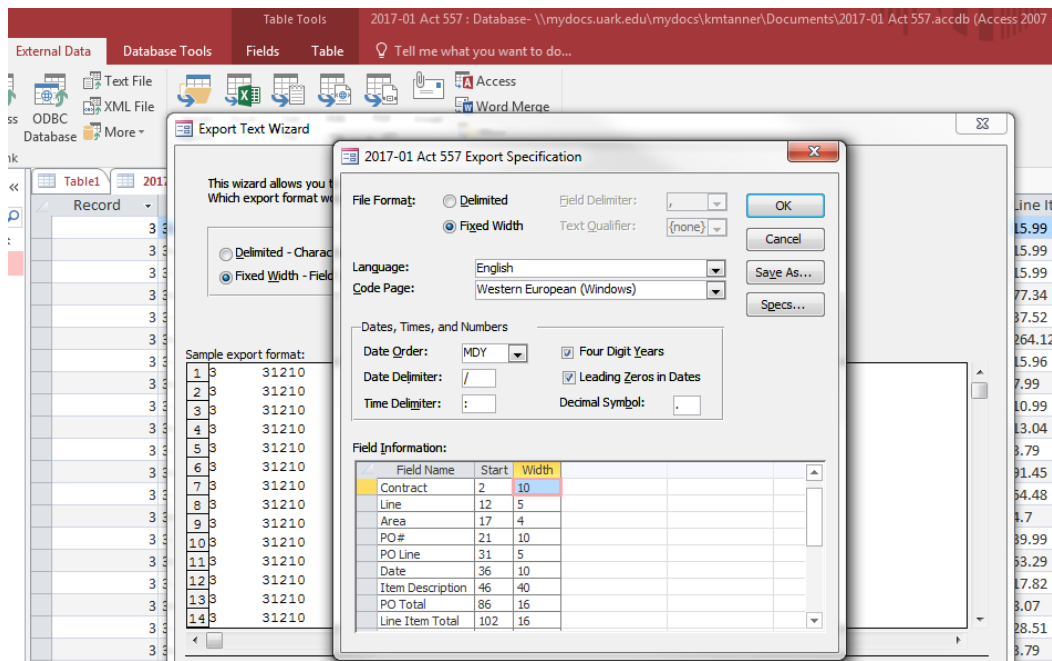 Table Tools 2017-01 Act 557 : Database- \\mydocs.uark.edu\mydocs\kmtanner\Documents\2017-01 Act 557.accdb (Access 2007
External Data Database Tools Fields Table Tell me what you want to do...
Text File Access
XML File Word Merge
ODBC
Database More
Export Text Wizard
2017-01 Act 557 Export Specification
Table1 2017
Record
This wizard allows you t
Which export format wo
Delimited - Charac
Fixed Width - Field
Sample export format:
1 3 31210
2 3 31210
3 3 31210
4 3 31210
5 3 31210
6 3 31210
7 3 31210
8 3 31210
9 3 31210
10 3 31210
11 3 31210
12 3 31210
13 3 31210
14 3 31210
File Format: Delimited Field Delimiter: ,
Fixed Width Text Qualifier: {none}
Language: English
Code Page: Western European (Windows)
OK
Cancel
Save As...
Specs...
Dates, Times, and Numbers
Date Order: MDY Four Digit Years
Date Delimiter: / Leading Zeros in Dates
Time Delimiter: : Decimal Symbol: .
Field Information:
Field Name Start Width
Contract 2 10
Line 12 5
Area 17 4
PO# 21 10
PO Line 31 5
Date 36 10
Item Description 46 40
PO Total 86 16
Line Item Total 102 16
Line It
15.99
15.99
15.99
77.34
37.52
264.12
15.96
7.99
10.99
13.04
3.79
91.45
54.48
4.7
39.99
53.29
17.82
3.07
28.51
3.79